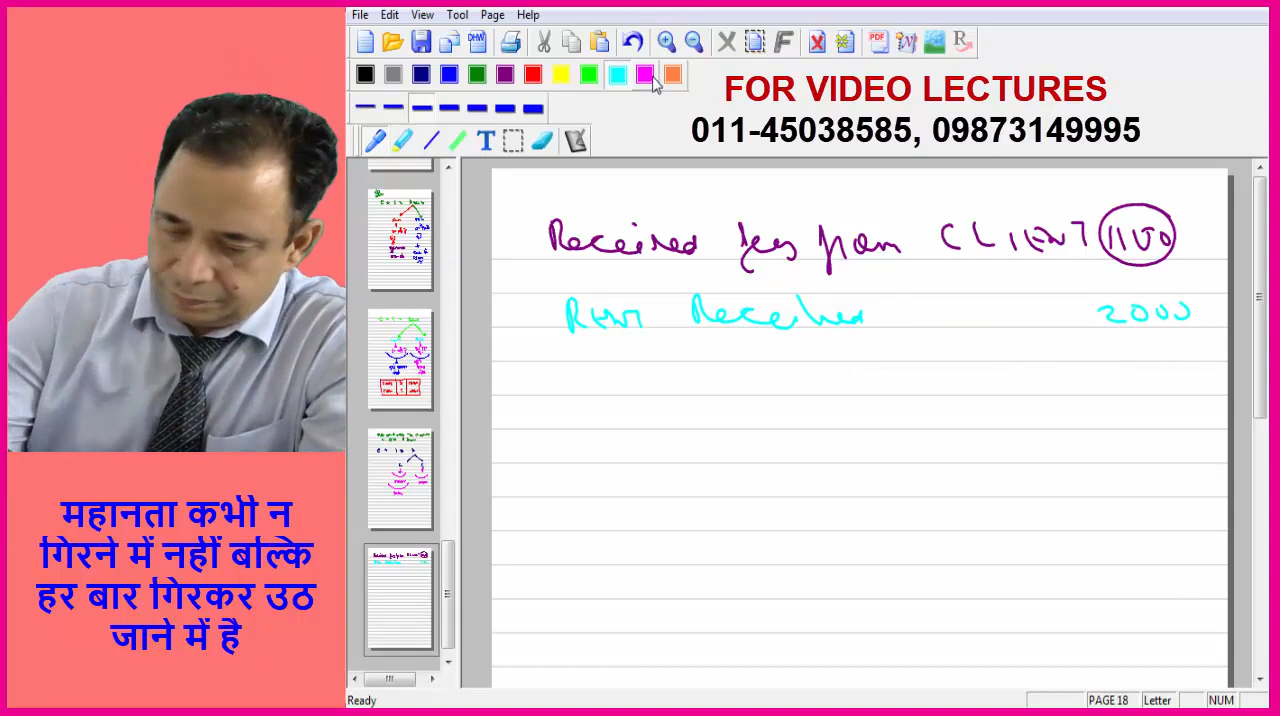 File Edit View Tool Page Help
FOR VIDEO LECTURES
011-45038585, 09873149995
Received fees from CLIENT 1100
RENT Received 2000
महानता कभी न
गिरने में नहीं बल्कि
हर बार गिरकर उठ
जाने में है
Ready PAGE 18 Letter NUM